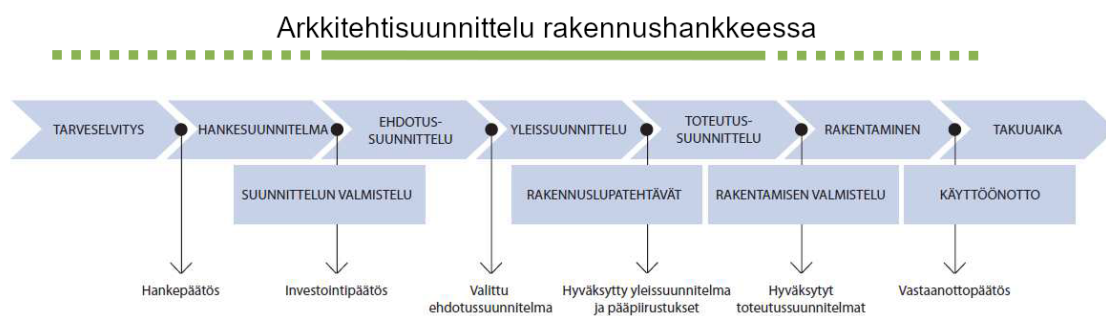 Arkkitehtisuunnittelu rakennushankkeessa
TARVESELVITYS
HANKESUUNNITELMA
EHDOTUS-
SUUNNITTELU
YLEISSUUNNITTELU
TOTEUTUS-
SUUNNITTELU
RAKENTAMINEN
TAKUUAIKA
SUUNNITTELUN VALMISTELU
RAKENNUSLUPATEHTÄVÄT
RAKENTAMISEN VALMISTELU
KÄYTTÖÖNOTTO
Hankepäätös
Investointipäätös
Valittu
ehdotussuunnitelma
Hyväksytty yleissuunnitelma
ja pääpiirustukset
Hyväksytyt
toteutussuunnitelmat
Vastaanottopäätös